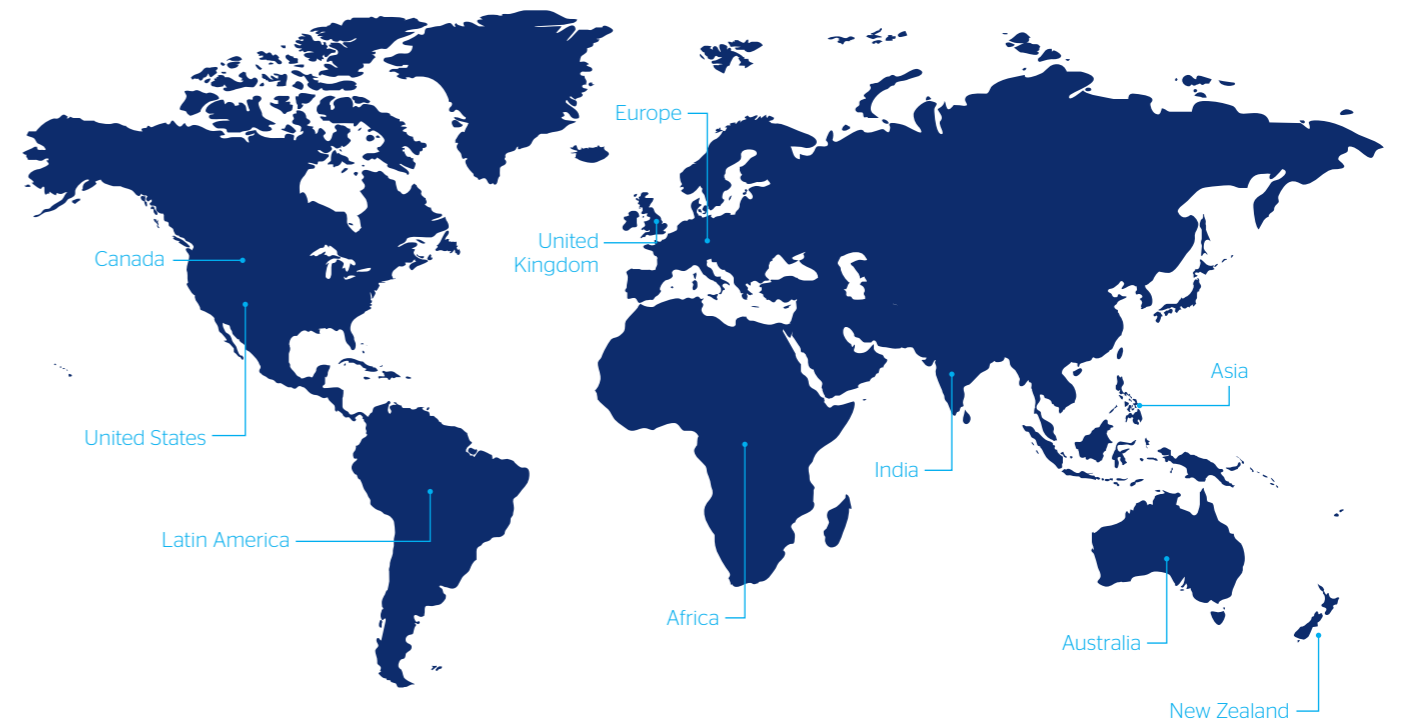 Europe
United
Kingdom
Canada
Asia
United States
India
Latin America
Africa
Australia
New Zealand